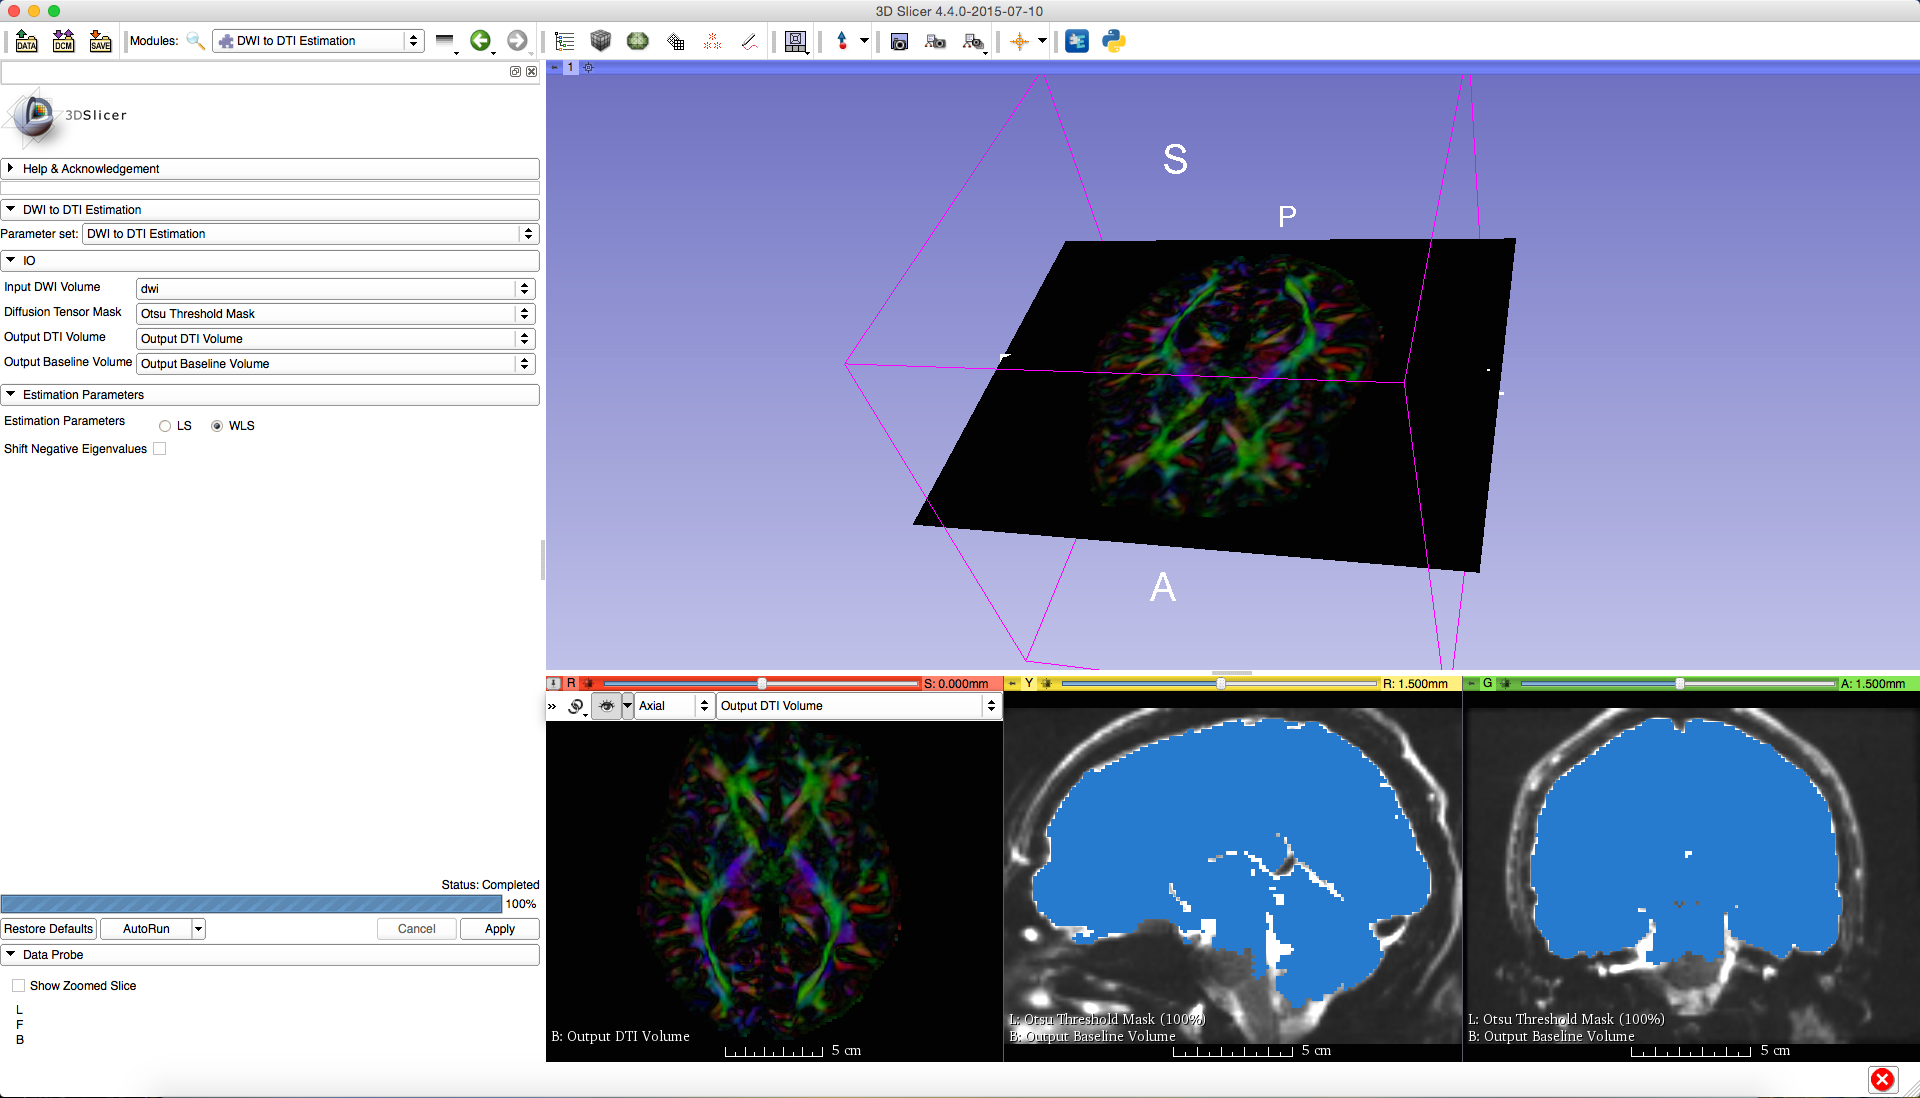 3D Slicer 4.4.0-2015-07-10
DATA
DCM
SAVE
Modules:
DWI to DTI Estimation
1
3DSlicer
Help & Acknowledgement
DWI to DTI Estimation
Parameter set: DWI to DTI Estimation
IO
Input DWI Volume dwi
Diffusion Tensor Mask Otsu Threshold Mask
Output DTI Volume Output DTI Volume
Output Baseline Volume Output Baseline Volume
Estimation Parameters
Estimation Parameters LS WLS
Shift Negative Eigenvalues
Status: Completed
100%
Restore Defaults AutoRun Cancel Apply
Data Probe
Show Zoomed Slice
L
F
B
S
P
A
R S: 0.000mm
Axial Output DTI Volume
B: Output DTI Volume
5 cm
Y R: 1.500mm
L: Otsu Threshold Mask (100%)
B: Output Baseline Volume
5 cm
G A: 1.500mm
L: Otsu Threshold Mask (100%)
B: Output Baseline Volume
5 cm